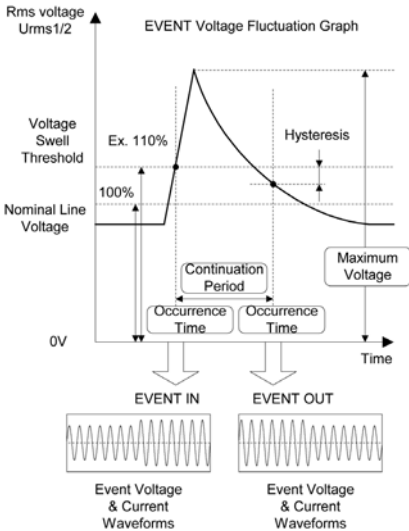 Rms voltage
Urms1/2
EVENT Voltage Fluctuation Graph
Voltage
Swell
Threshold
Ex. 110%
Hysteresis
100%
Nominal Line
Voltage
Continuation
Period
Maximum
Voltage
Occurrence
Time
Occurrence
Time
0V
Time
EVENT IN
EVENT OUT
Event Voltage
& Current
Waveforms
Event Voltage
& Current
Waveforms